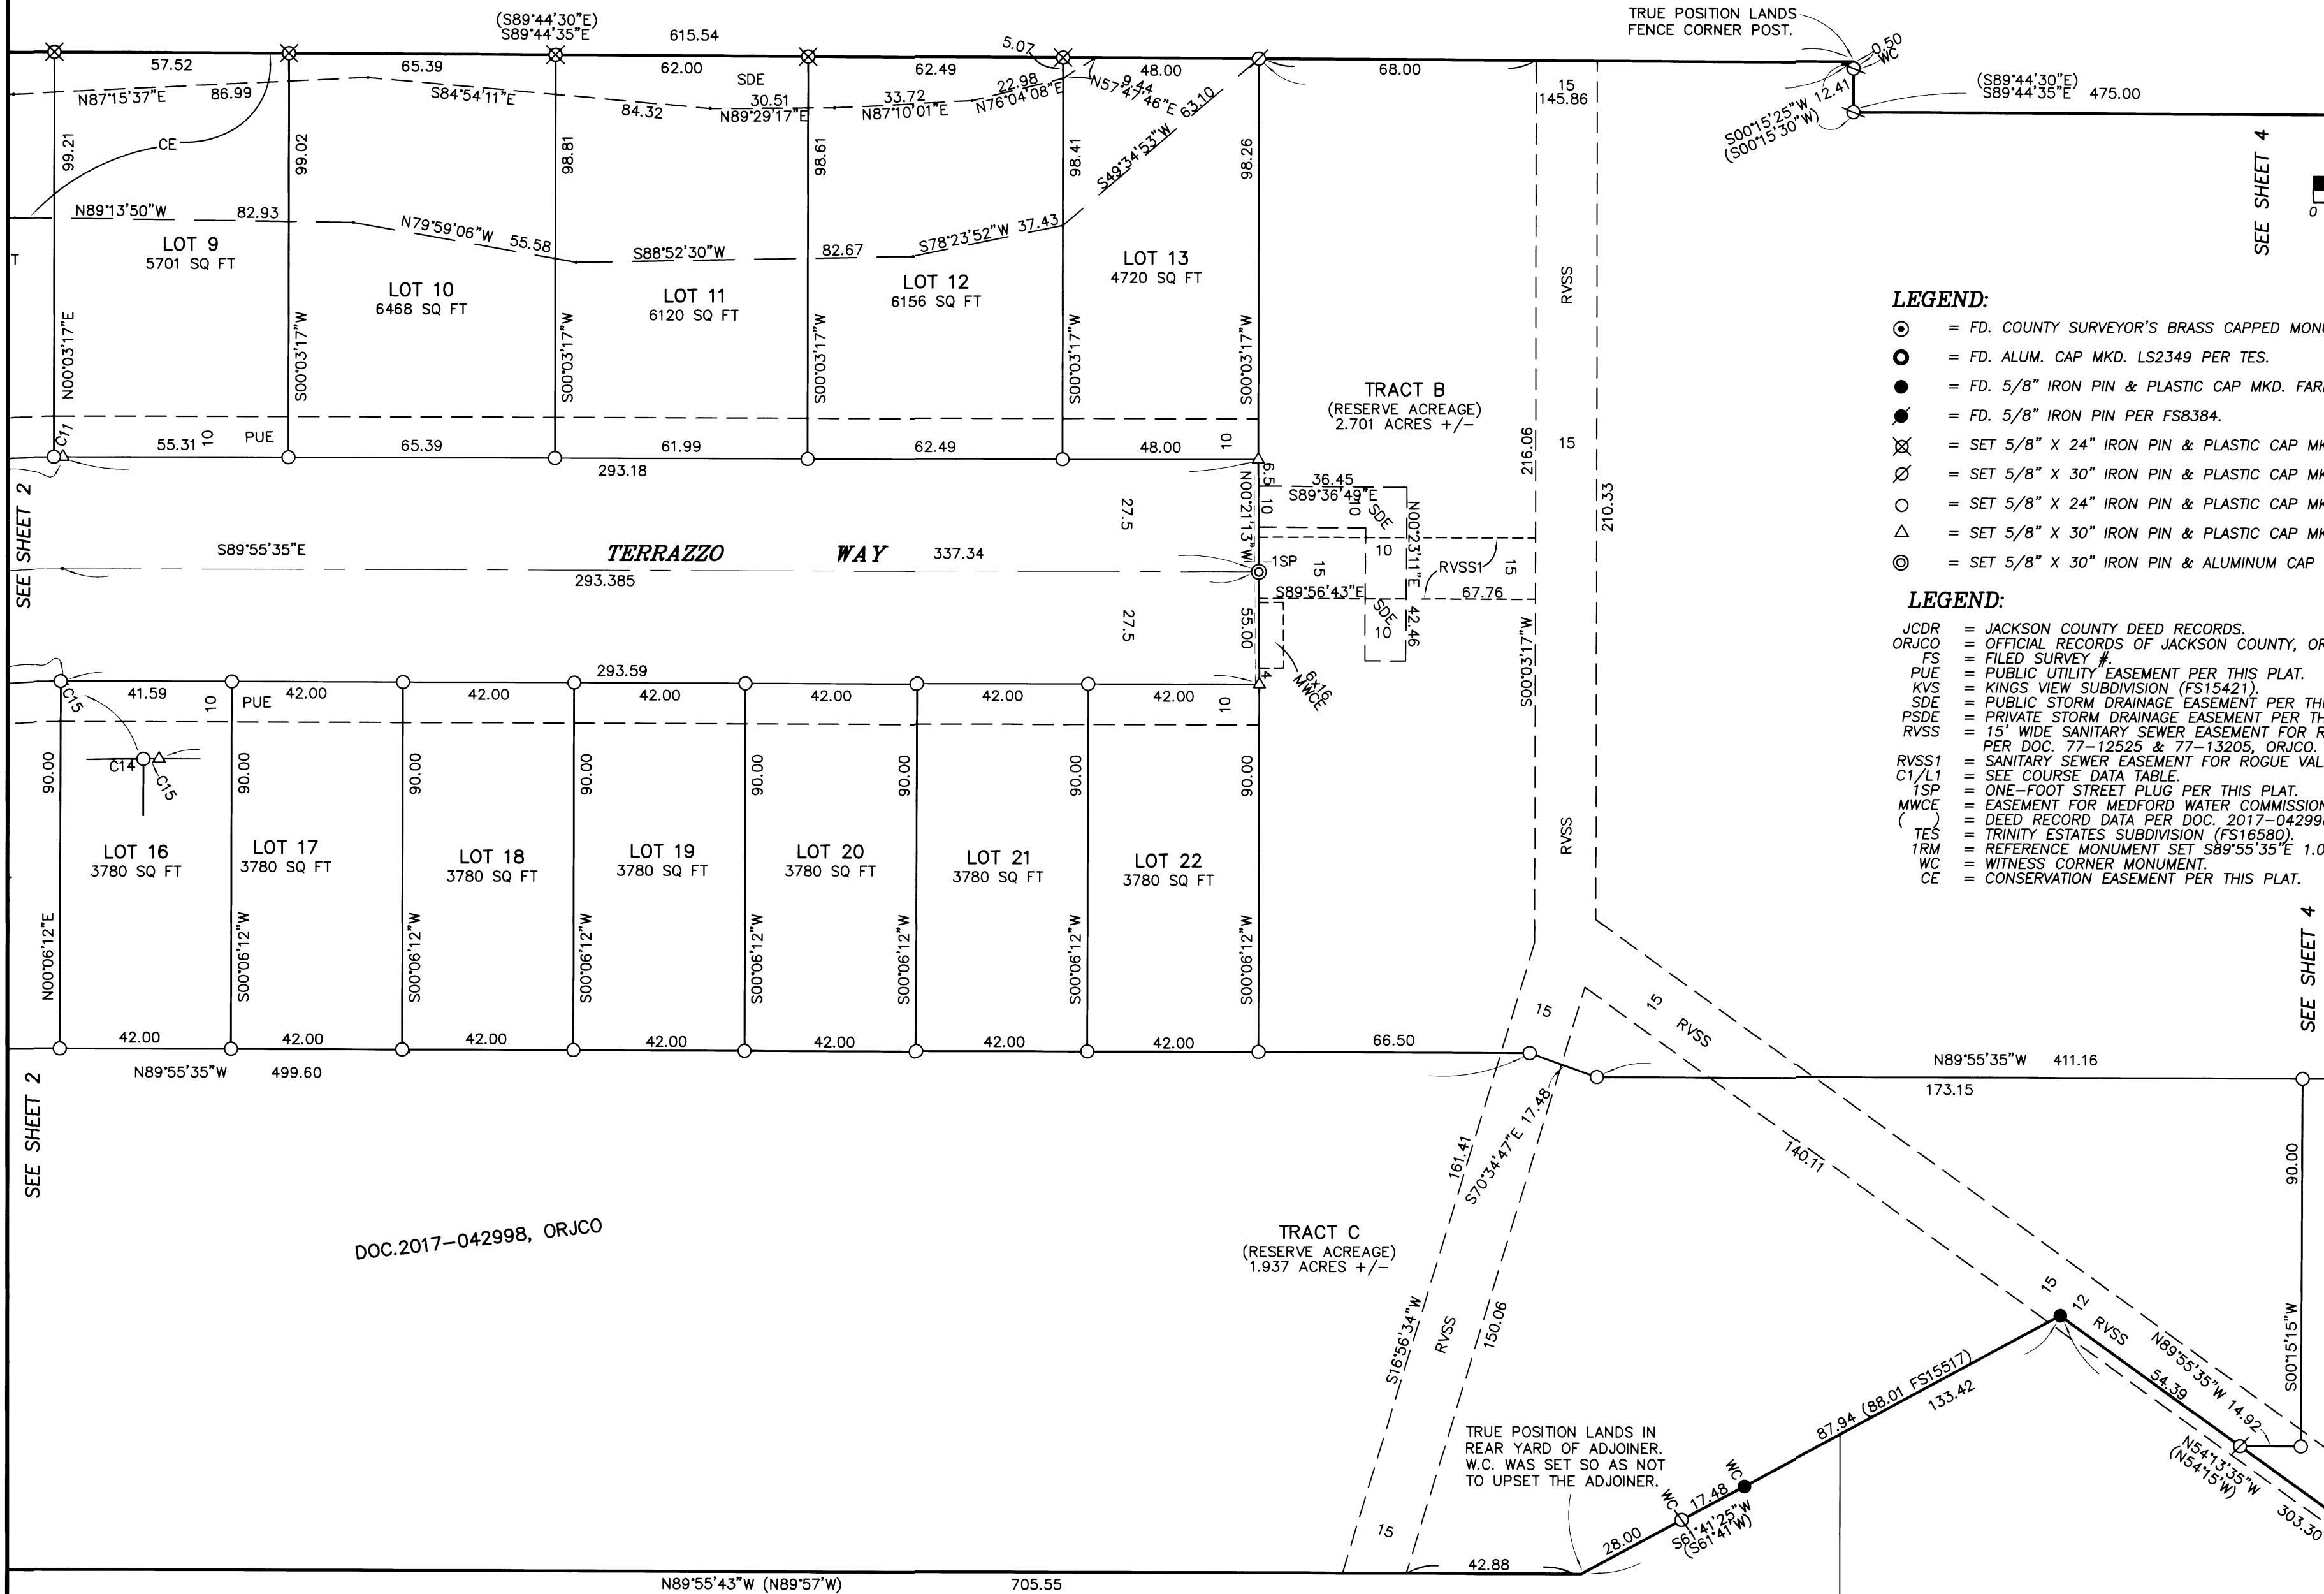 (S89°44'30"E)
S89°44'35"E 615.54
57.52
65.39
62.00
62.49
5.07
48.00
68.00
TRUE POSITION LANDS
FENCE CORNER POST.
0.50
WC
S00°15'25"W 12.41
(S00°15'30"W)
(S89°44'30"E)
S89°44'35"E 475.00
15
145.86
N87°15'37"E 86.99
S84°54'11"E 84.32
SDE
30.51
N89°29'17"E
33.72
N87°10'01"E
22.98
N76°04'08"E
9.44
N57°47'46"E
S49°34'53"W 63.10
99.21
99.02
98.81
98.61
98.41
98.26
CE
N89°13'50"W 82.93
N79°59'06"W 55.58
S88°52'30"W 82.67
S78°23'52"W 37.43
LOT 9
5701 SQ FT
LOT 10
6468 SQ FT
LOT 11
6120 SQ FT
LOT 12
6156 SQ FT
LOT 13
4720 SQ FT
T
N00°03'17"E
S00°03'17"W
S00°03'17"W
S00°03'17"W
S00°03'17"W
S00°03'17"W
RVSS
TRACT B
(RESERVE ACREAGE)
2.701 ACRES +/-
216.06
15
210.33
SEE SHEET 4
0
C11
55.31
10
PUE
65.39
61.99
62.49
48.00
10
293.18
SEE SHEET 2
S89°55'35"E
TERRAZZO WAY 337.34
293.385
27.5
27.5
6.5
N00°21'13"W
10
36.45
S89°36'49"E
10
SDE
N00°23'11"E
10
1SP
15
RVSS1
15
S89°56'43"E
67.76
SDE
10
42.46
55.00
4
6x16
MWCE
S00°03'17"W
293.59
C15
41.59
42.00
42.00
42.00
42.00
42.00
42.00
10
PUE
10
C14
C15
90.00
90.00
90.00
90.00
90.00
90.00
90.00
90.00
LOT 16
3780 SQ FT
LOT 17
3780 SQ FT
LOT 18
3780 SQ FT
LOT 19
3780 SQ FT
LOT 20
3780 SQ FT
LOT 21
3780 SQ FT
LOT 22
3780 SQ FT
RVSS
N00°06'12"E
S00°06'12"W
S00°06'12"W
S00°06'12"W
S00°06'12"W
S00°06'12"W
S00°06'12"W
S00°06'12"W
42.00
42.00
42.00
42.00
42.00
42.00
42.00
66.50
N89°55'35"W 499.60
LEGEND:
= FD. COUNTY SURVEYOR'S BRASS CAPPED
= FD. ALUM. CAP MKD. LS2349 PER TES.
= FD. 5/8" IRON PIN & PLASTIC CAP MKD.
= FD. 5/8" IRON PIN PER FS8384.
= SET 5/8" X 24" IRON PIN & PLASTIC CAP
= SET 5/8" X 30" IRON PIN & PLASTIC CAP
= SET 5/8" X 24" IRON PIN & PLASTIC CAP
= SET 5/8" X 30" IRON PIN & PLASTIC CAP
= SET 5/8" X 30" IRON PIN & ALUMINUM CAP
LEGEND:
JCDR = JACKSON COUNTY DEED RECORDS.
ORJCO = OFFICIAL RECORDS OF JACKSON COUNTY,
FS = FILED SURVEY #.
PUE = PUBLIC UTILITY EASEMENT PER THIS PLAT.
KVS = KINGS VIEW SUBDIVISION (FS15421).
SDE = PUBLIC STORM DRAINAGE EASEMENT PER
PSDE = PRIVATE STORM DRAINAGE EASEMENT PER
RVSS = 15' WIDE SANITARY SEWER EASEMENT FOR
PER DOC. 77-12525 & 77-13205, ORJCO.
RVSS1 = SANITARY SEWER EASEMENT FOR ROGUE
C1/L1 = SEE COURSE DATA TABLE.
1SP = ONE-FOOT STREET PLUG PER THIS PLAT.
MWCE = EASEMENT FOR MEDFORD WATER
( ) = DEED RECORD DATA PER DOC.
TES = TRINITY ESTATES SUBDIVISION (FS16580).
1RM = REFERENCE MONUMENT SET S89°55'35"E
WC = WITNESS CORNER MONUMENT.
CE = CONSERVATION EASEMENT PER THIS PLAT.
SEE SHEET 4
15
15
RVSS
N89°55'35"W 411.16
173.15
SEE SHEET 2
161.41
S70°34'47"E 17.48
140.11
90.00
DOC.2017-042998, ORJCO
TRACT C
(RESERVE ACREAGE)
1.937 ACRES +/-
S16°56'34"W
RVSS
150.06
15
12
RVSS
N89°55'35"W 14.92
54.39
S00°15'15"W
87.94 (88.01 FS15517)
133.42
TRUE POSITION LANDS IN
REAR YARD OF ADJOINER.
W.C. WAS SET SO AS NOT
TO UPSET THE ADJOINER.
WC
WC
17.48
S61°41'25"W
(S61°41'W)
28.00
N54°13'35"W
(N54°15'W)
303.30
15
42.88
N89°55'43"W (N89°57'W) 705.55